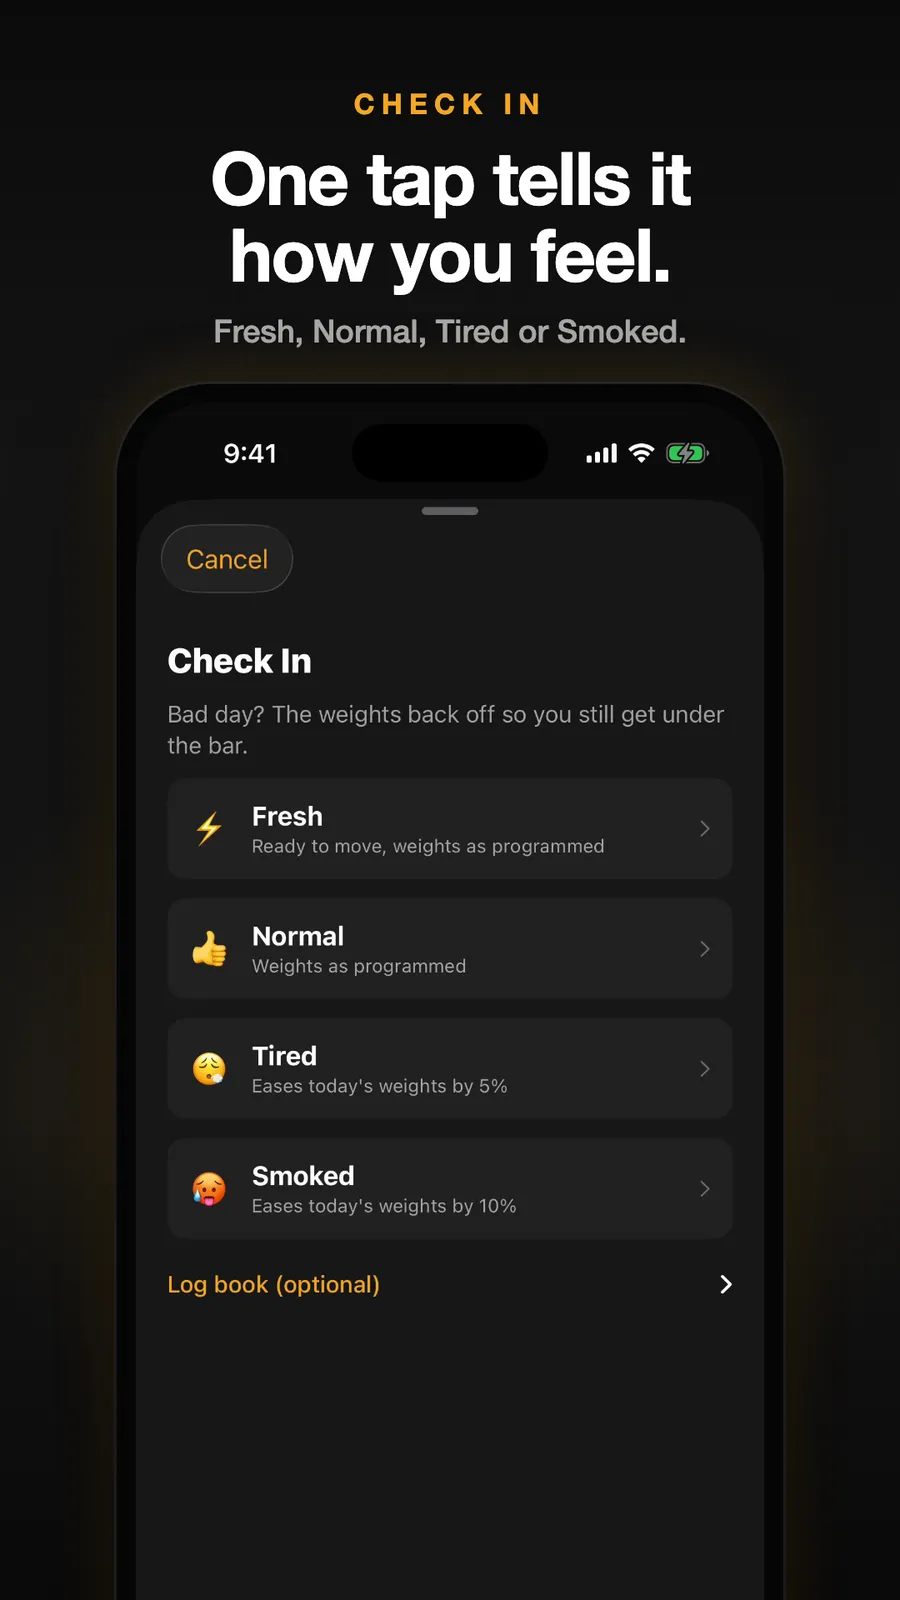 CHECK IN
One tap tells it
how you feel.
Fresh, Normal, Tired or Smoked.
9:41
Cancel
Check In
Bad day? The weights back off so you still get under
the bar.
Fresh
Ready to move, weights as programmed
Normal
Weights as programmed
Tired
Eases today's weights by 5%
Smoked
Eases today's weights by 10%
Log book (optional)